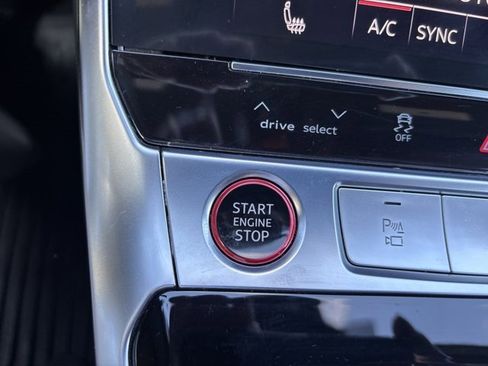 A/C SYNC
drive select
OFF
START
ENGINE
STOP
P